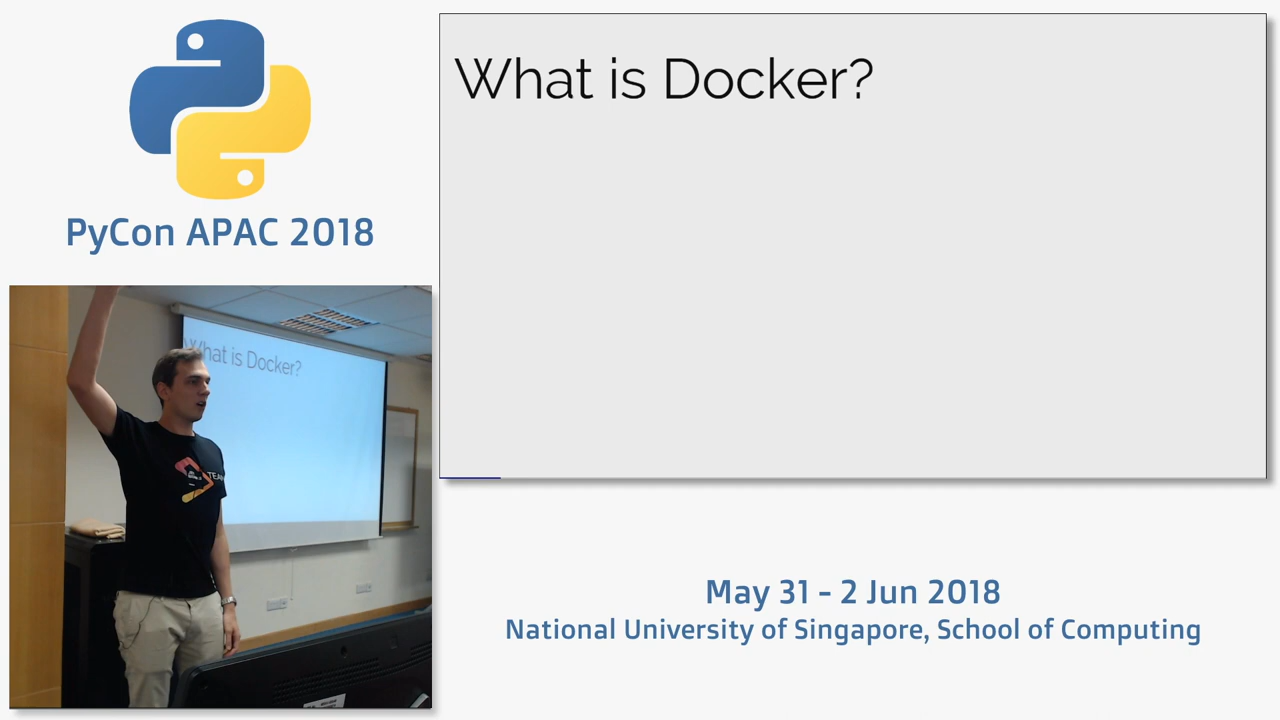 What is Docker?
PyCon APAC 2018
What is Docker?
TEAM
May 31 - 2 Jun 2018
National University of Singapore, School of Computing